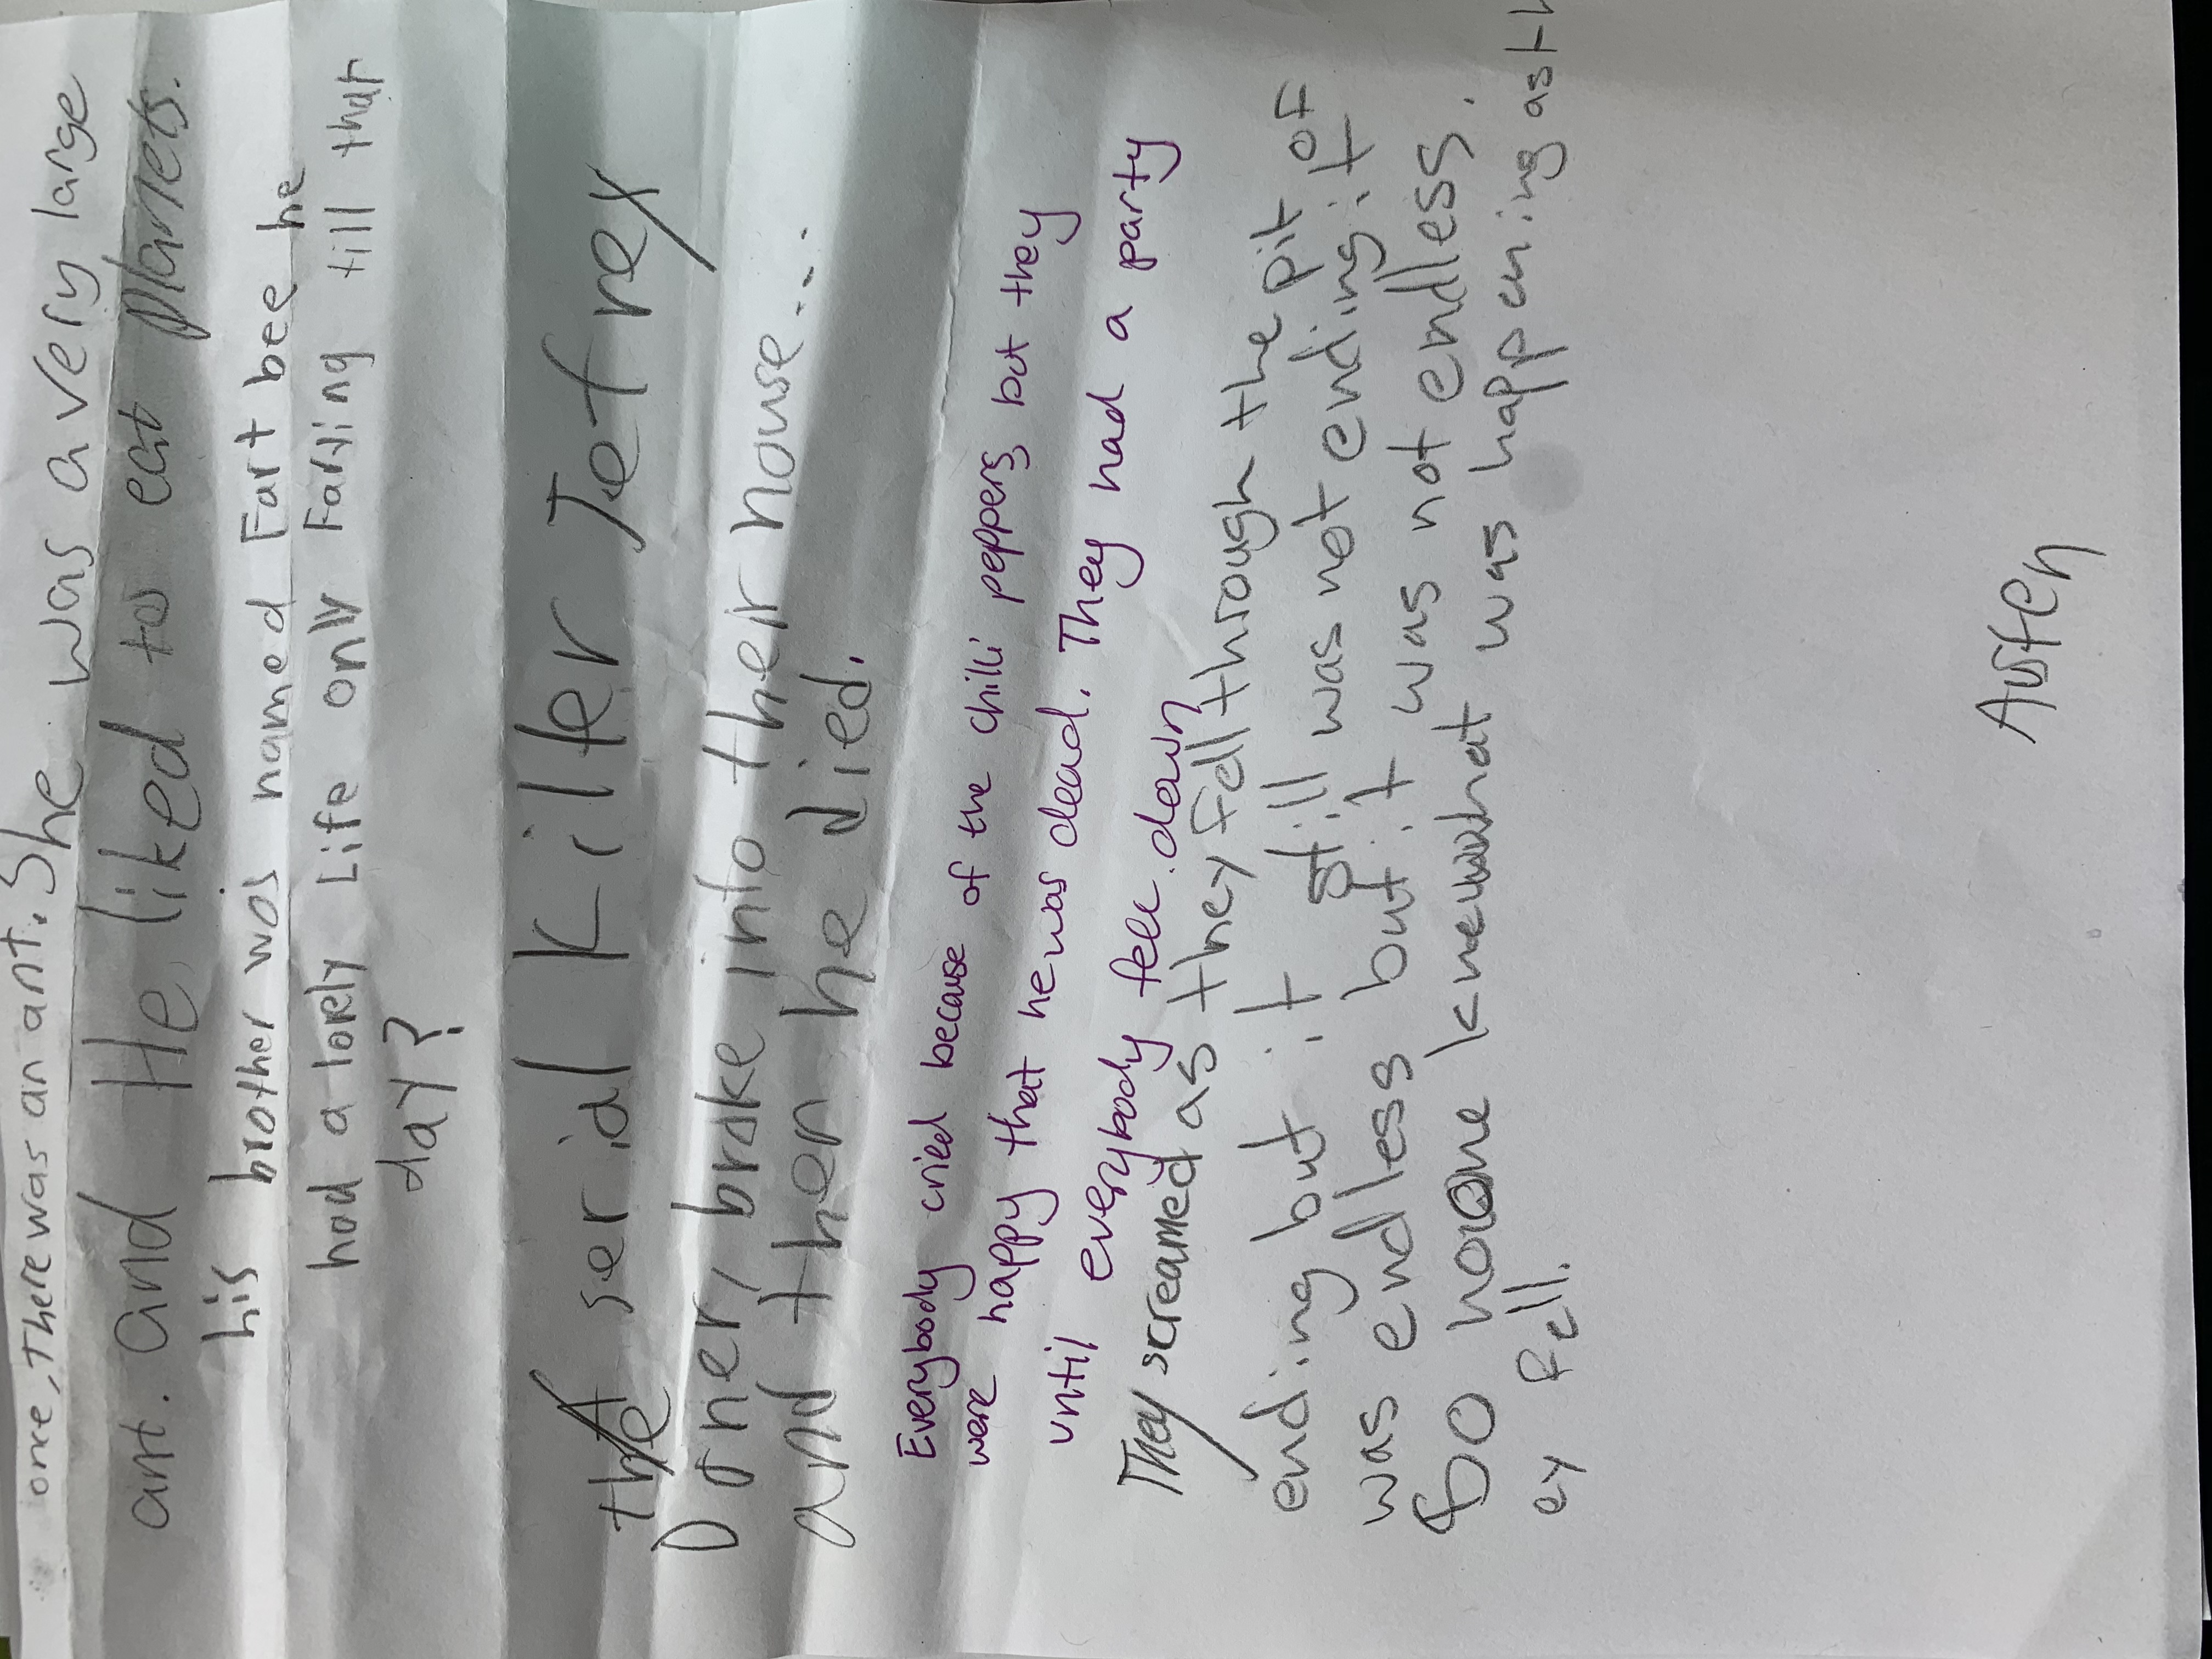 once, There was an ant. She was a very large
ant. and He liked to eat planets.
his brother was named Fart bee he
had a lovely Life only Farting till that
day?
the serial Killer Jefrey
Domer, broke into their house...
and then he died.
Everybody cried because of the chilli peppers, but they
were happy that he was dead. They had a party
until everybody fell down
They screamed as they fell through the pit of
ending but it still was not ending it
was endless but it was not endless.
So noone knew what was happening as th
ey fell.
Austen